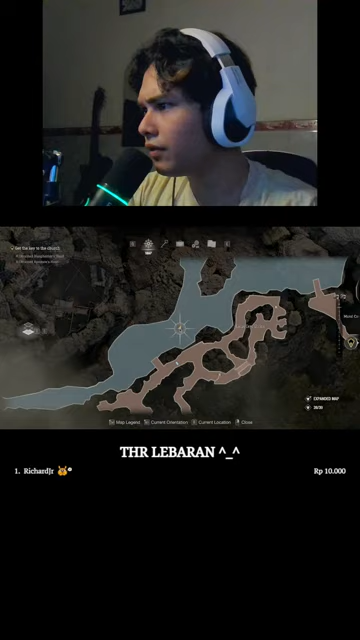 Get the key to the church
Map Legend
Current Orientation
Current Location
Close
EXPANDED MAP
THR LEBARAN ^_^
1. RichardJr
Rp 10.000